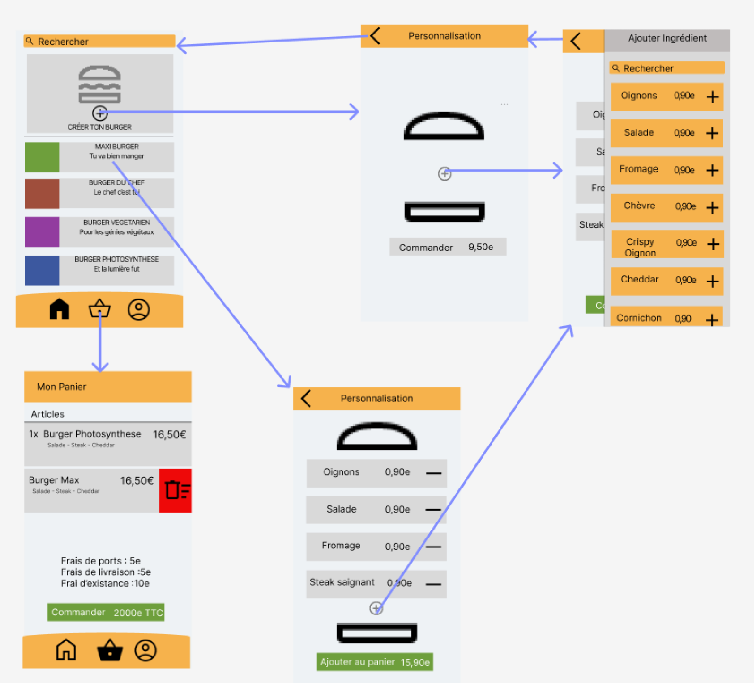 Rechercher
CRÉER TON BURGER
MAXI BURGER
Tu va bien manger
BURGER DU CHEF
Le chef c'est toi
BURGER VEGETARIEN
Pour les génies végétaux
BURGER PHOTOSYNTHESE
Et la lumière fut
Personnalisation
...
Commander 9,50e
Ajouter Ingrédient
Rechercher
Oignons 0,90e
Salade 0,90e
Fromage 0,90e
Chèvre 0,90e
Crispy
Oignon 0,90e
Cheddar 0,90e
Cornichon 0,90
Oig
Sa
Fro
Steak
Co
Mon Panier
Articles
1x Burger Photosynthese 16,50€
Salade - Steak - Cheddar
Burger Max 16,50€
Salade - Steak - Cheddar
Frais de ports : 5e
Frais de livraison :5e
Frai d'existance :10e
Commander 2000e TTC
Personnalisation
Oignons 0,90e
Salade 0,90e
Fromage 0,90e
Steak saignant 0,90e
Ajouter au panier 15,90e